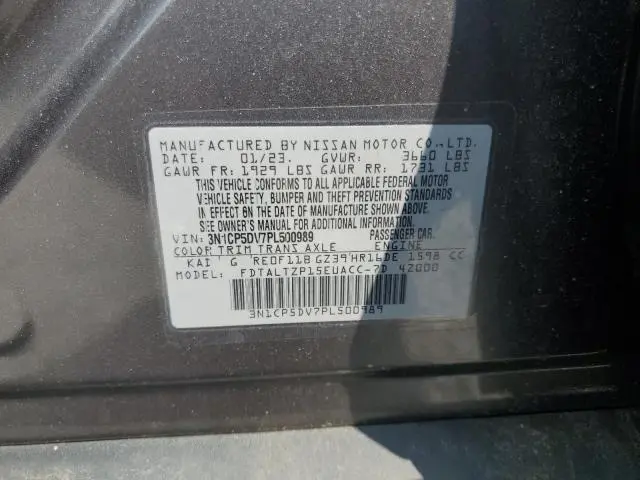 MANUFACTURED BY NISSAN MOTOR CO.,LTD.
DATE: 01/23. GVWR: 3660 LBS
GAWR FR: 1929 LBS GAWR RR: 1731 LBS
THIS VEHICLE CONFORMS TO ALL APPLICABLE FEDERAL MOTOR
VEHICLE SAFETY, BUMPER AND THEFT PREVENTION STANDARDS
IN EFFECT ON THE DATE OF MANUFACTURE SHOWN ABOVE.
SEE OWNER'S MANUAL FOR ADDITIONAL INFORMATION
VIN: 3N1CP5DV7PL500989 PASSENGER CAR.
COLOR TRIM TRANS AXLE ENGINE
KAI G RE0F11B GZ39 HR16DE 1598 CC
MODEL: FDTALTZP15EUACC-7D 42000
3N1CP5DV7PL500989